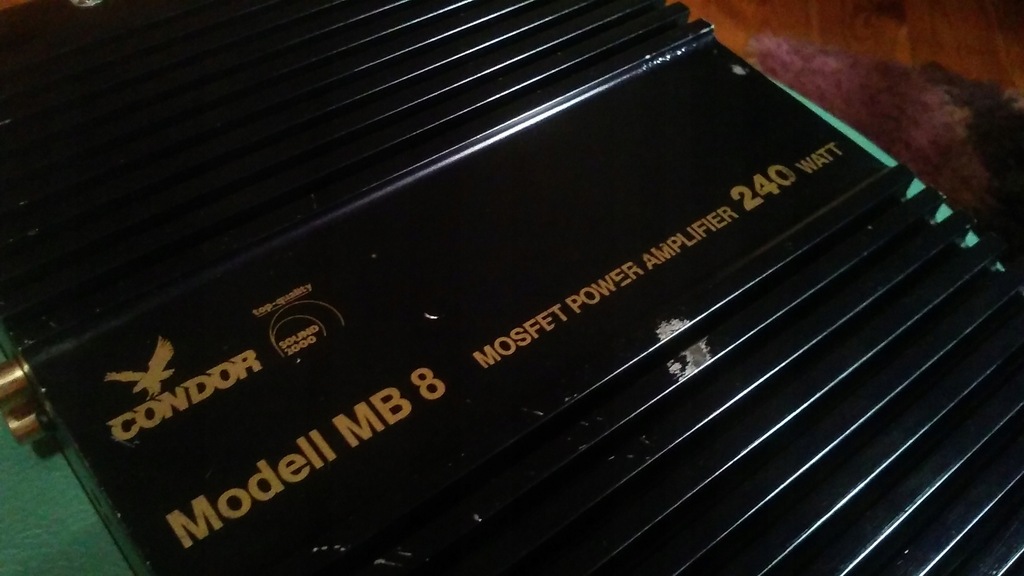 CONDOR
top-quality
SOUND
2000
Modell MB 8
MOSFET POWER AMPLIFIER 240 WATT